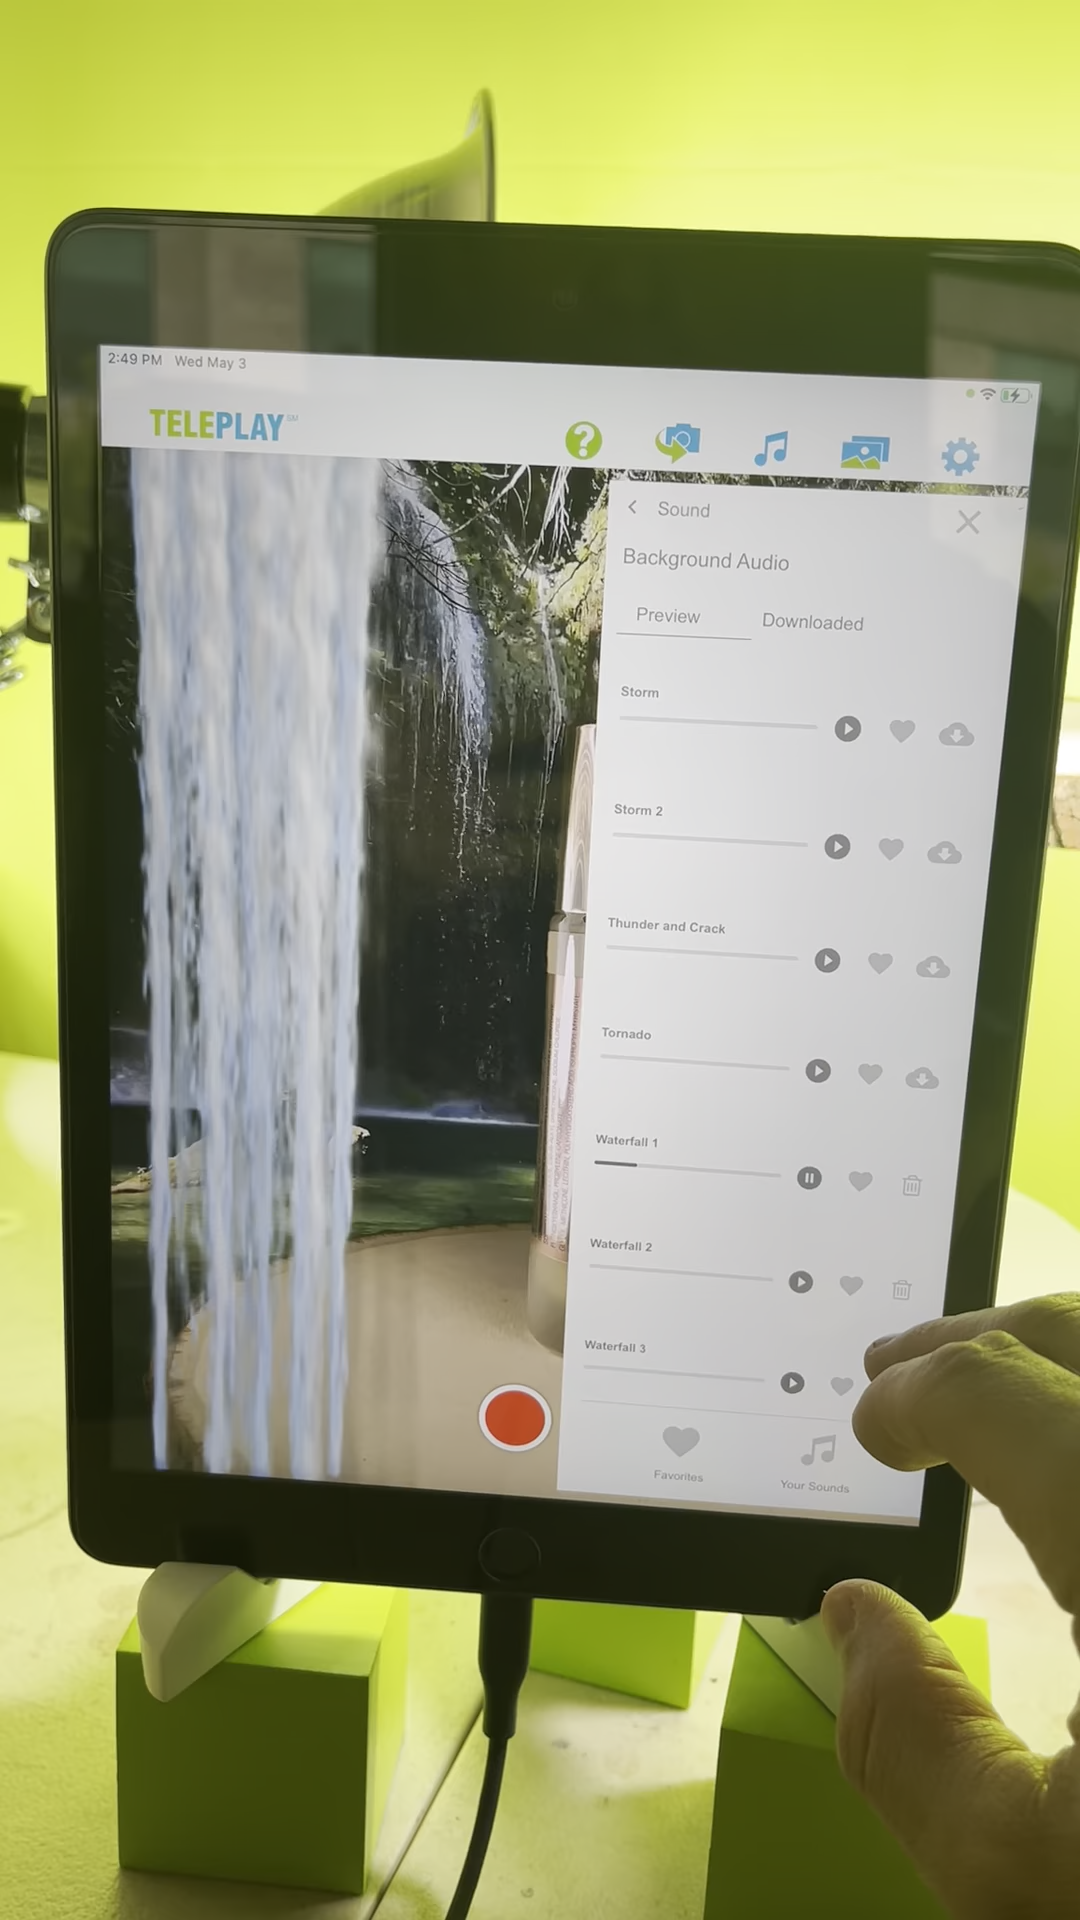 2:49 PM Wed May 3
TELEPLAY SM
Sound
Background Audio
Preview Downloaded
Storm
Storm 2
Thunder and Crack
Tornado
Waterfall 1
Waterfall 2
Waterfall 3
Favorites Your Sounds